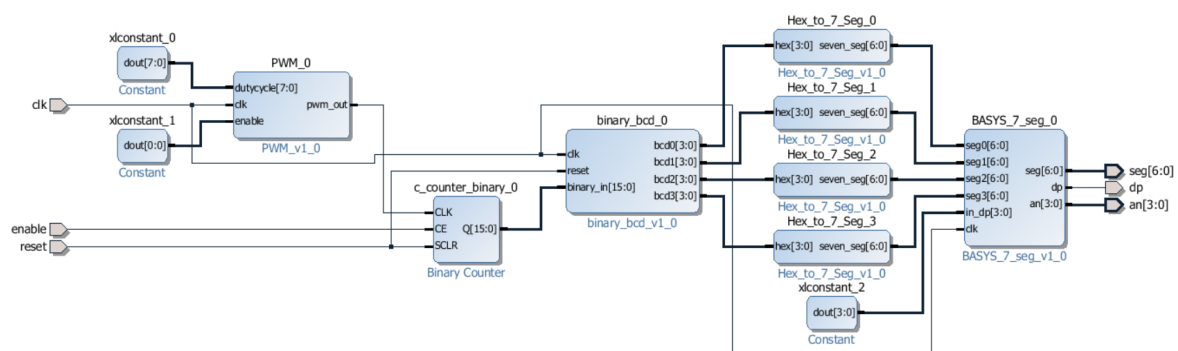 xlconstant_0
dout[7:0]
Constant
clk
xlconstant_1
dout[0:0]
Constant
PWM_0
dutycycle[7:0]
clk
pwm_out
enable
PWM_v1_0
enable
reset
c_counter_binary_0
CLK
CE
Q[15:0]
SCLR
Binary Counter
binary_bcd_0
clk
reset
binary_in[15:0]
bcd0[3:0]
bcd1[3:0]
bcd2[3:0]
bcd3[3:0]
binary_bcd_v1_0
Hex_to_7_Seg_0
hex[3:0] seven_seg[6:0]
Hex_to_7_Seg_v1_0
Hex_to_7_Seg_1
hex[3:0] seven_seg[6:0]
Hex_to_7_Seg_v1_0
Hex_to_7_Seg_2
hex[3:0] seven_seg[6:0]
Hex_to_7_Seg_v1_0
Hex_to_7_Seg_3
hex[3:0] seven_seg[6:0]
Hex_to_7_Seg_v1_0
xlconstant_2
dout[3:0]
Constant
BASYS_7_seg_0
seg0[6:0]
seg1[6:0]
seg2[6:0]
seg3[6:0]
in_dp[3:0]
clk
seg[6:0]
dp
an[3:0]
BASYS_7_seg_v1_0
seg[6:0]
dp
an[3:0]